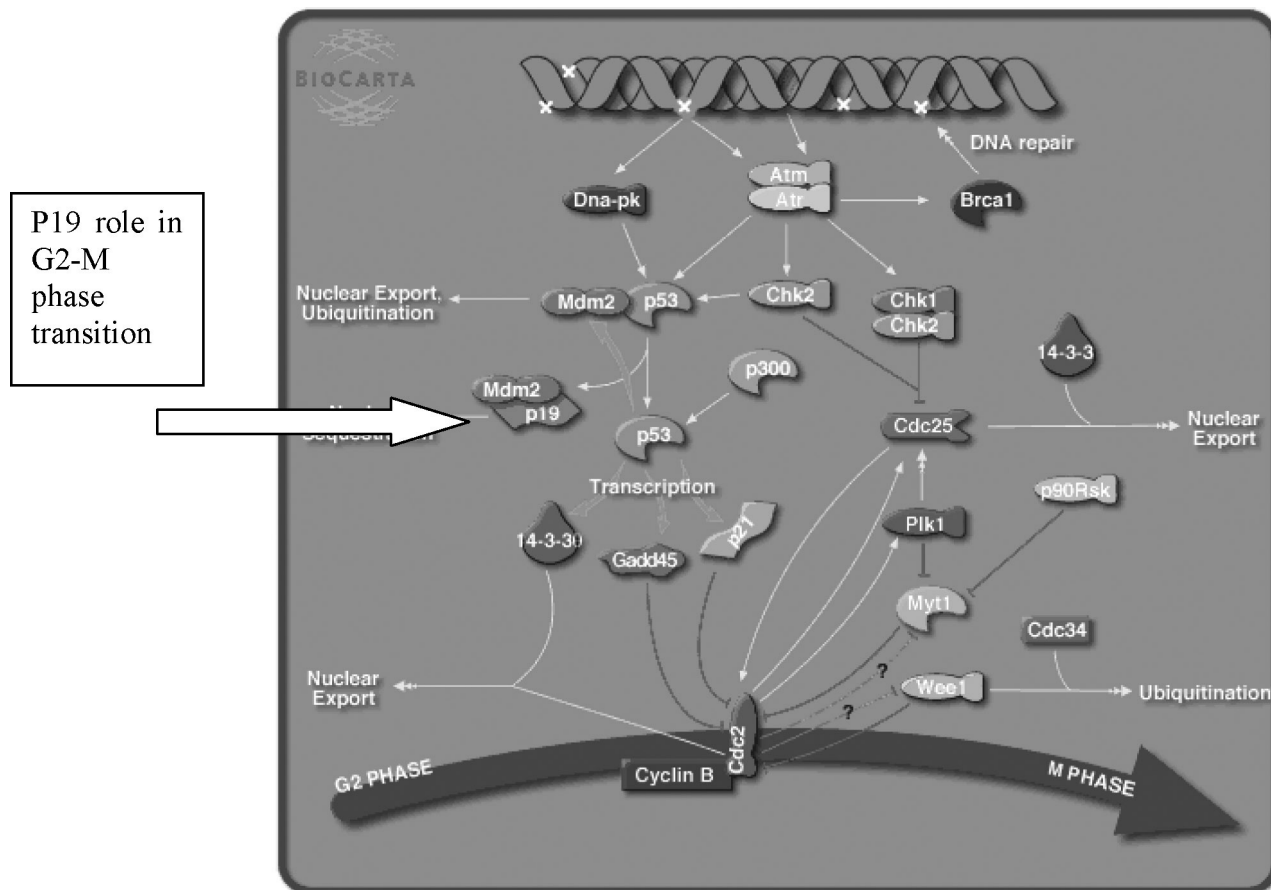 BIOCARTA
DNA repair
Atm
Atr
Dna-pk
Brca1
P19 role in
G2-M
phase
transition
Nuclear Export,
Ubiquitination
Mdm2
p53
Chk2
Chk1
Chk2
14-3-3
Mdm2
p19
p300
p53
Cdc25
Nuclear
Export
Transcription
p90Rsk
14-3-3σ
Gadd45
p21
Plk1
Myt1
Cdc34
Nuclear
Export
?
?
Wee1
Ubiquitination
Cdc2
Cyclin B
G2 PHASE
M PHASE